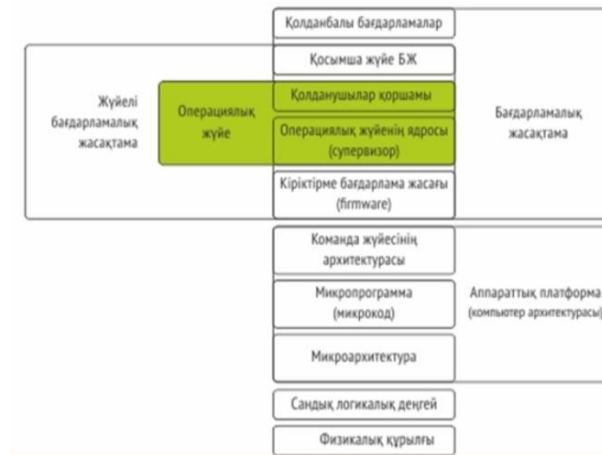 Қолданбалы бағдарламалар
Қосымша жүйе БЖ
Қолданушылар қоршамы
Операциялық жүйенің ядросы
(супервизор)
Кіріктірме бағдарлама жасағы
(firmware)
Команда жүйесінің
архитектурасы
Микропрограмма
(микрокод)
Микроархитектура
Сандық логикалық деңгей
Физикалық құрылғы
Жүйелі
бағдарламалық
жасақтама
Операциялық
жүйе
Бағдарламалық
жасақтама
Аппараттық платформа
(компьютер архитектурасы)